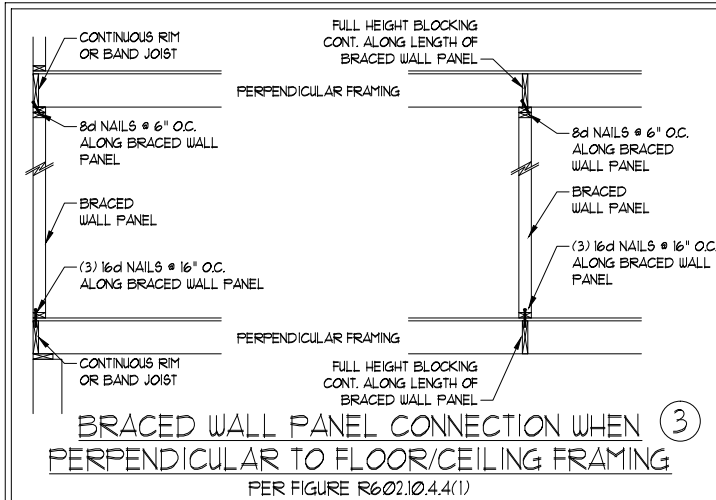 CONTINUOUS RIM
OR BAND JOIST
FULL HEIGHT BLOCKING
CONT. ALONG LENGTH OF
BRACED WALL PANEL
PERPENDICULAR FRAMING
8d NAILS @ 6" O.C.
ALONG BRACED WALL
PANEL
8d NAILS @ 6" O.C.
ALONG BRACED
WALL PANEL
BRACED
WALL PANEL
BRACED
WALL PANEL
(3) 16d NAILS @ 16" O.C.
ALONG BRACED WALL PANEL
(3) 16d NAILS @ 16" O.C.
ALONG BRACED WALL
PANEL
PERPENDICULAR FRAMING
CONTINUOUS RIM
OR BAND JOIST
FULL HEIGHT BLOCKING
CONT. ALONG LENGTH OF
BRACED WALL PANEL
BRACED WALL PANEL CONNECTION WHEN 3
PERPENDICULAR TO FLOOR/CEILING FRAMING
PER FIGURE R602.10.4.4(1)